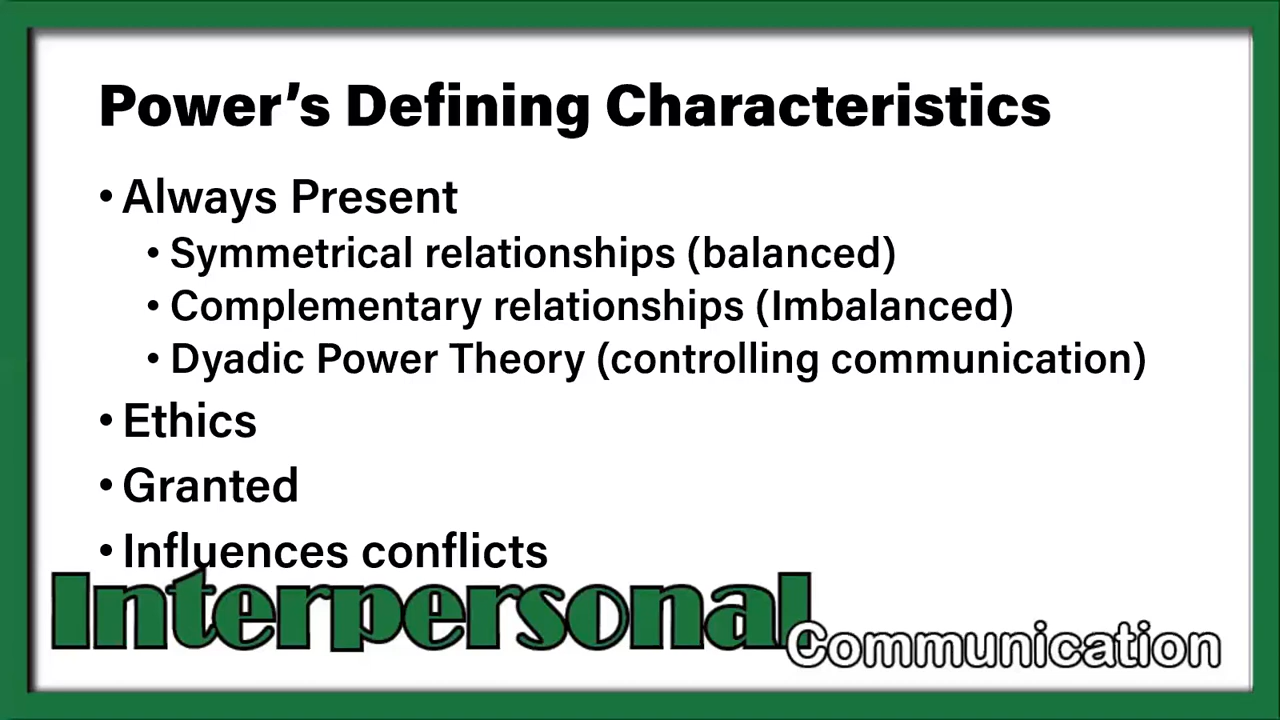 Power's Defining Characteristics
• Always Present
• Symmetrical relationships (balanced)
• Complementary relationships (Imbalanced)
• Dyadic Power Theory (controlling communication)
• Ethics
• Granted
• Influences conflicts
Interpersonal
Communication